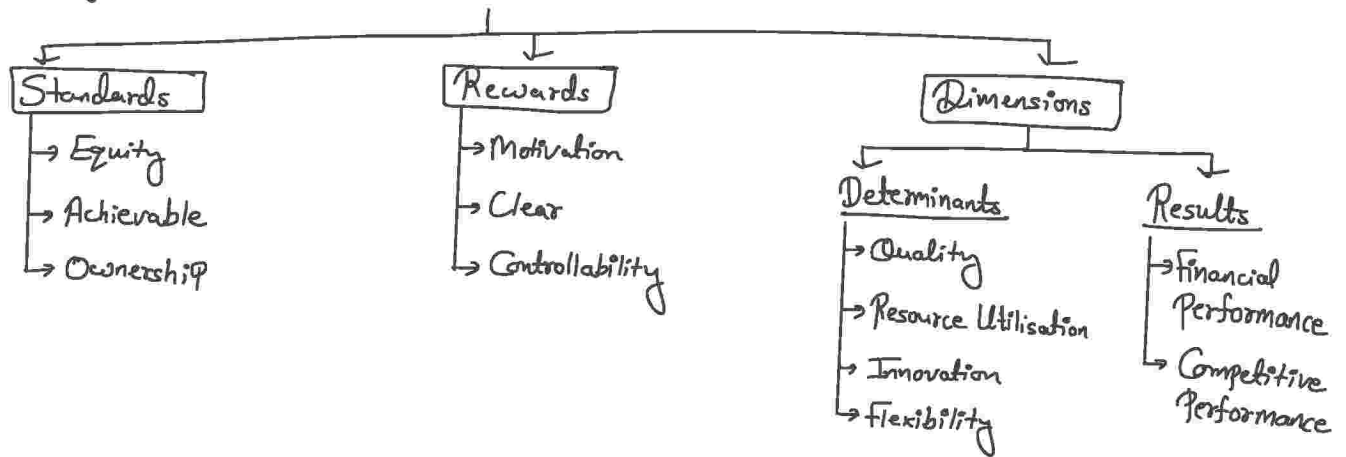 Standards
Equity
Achievable
Ownership
Rewards
Motivation
Clear
Controllability
Dimensions
Determinants
Quality
Resource Utilisation
Innovation
Flexibility
Results
Financial
Performance
Competitive
Performance